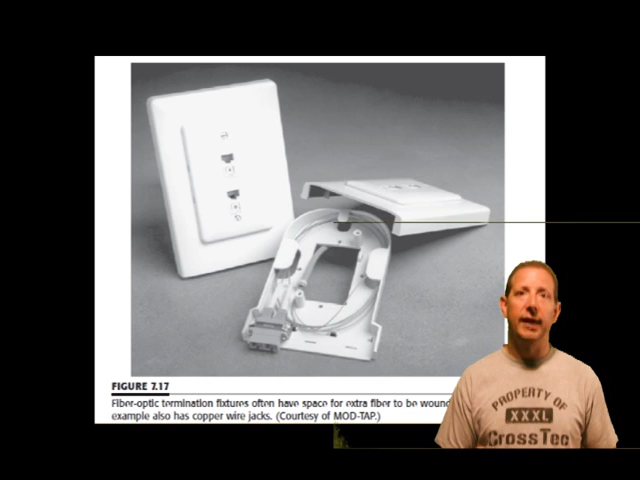 FIGURE 7.17
Fiber-optic termination fixtures often have space for extra fiber to be wound
example also has copper wire jacks. (Courtesy of MOD-TAP.)
PROPERTY OF
XXXL
CrossTec